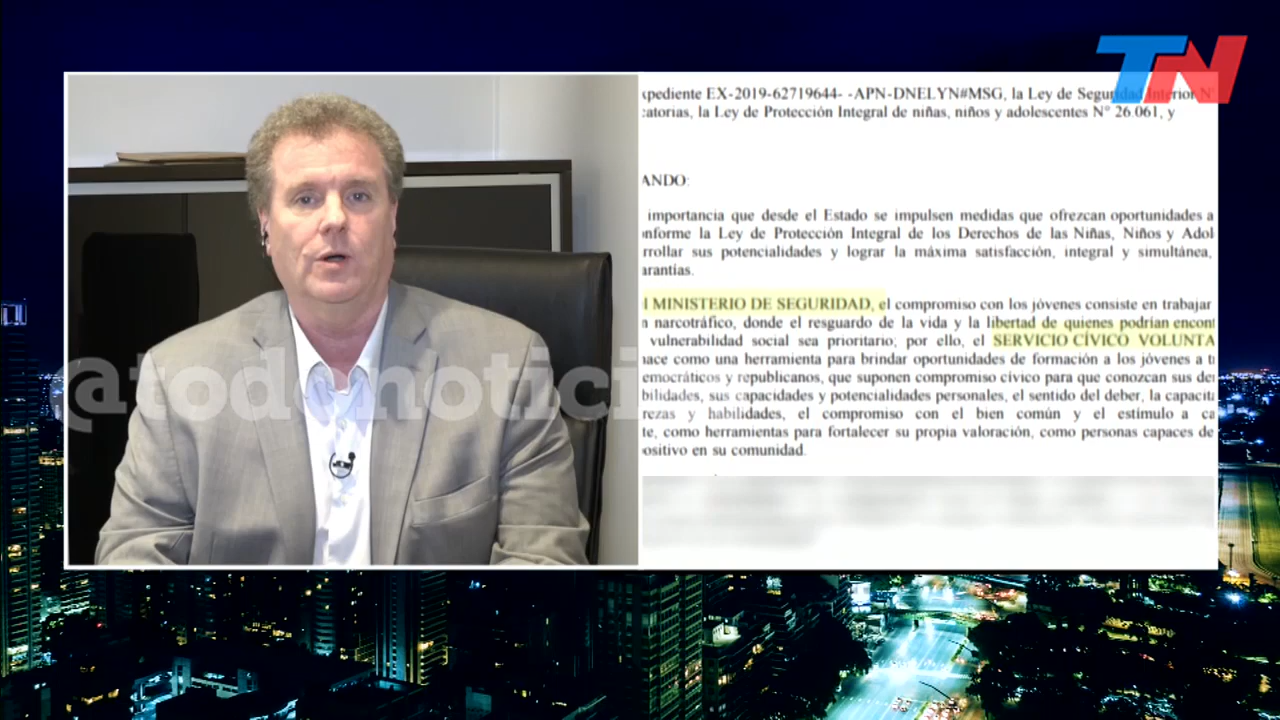 TN
xpediente EX-2019-62719644- -APN-DNELYN#MSG, la Ley de Seguridad Interior N°
catorias, la Ley de Protección Integral de niñas, niños y adolescentes N° 26.061, y
ANDO:
importancia que desde el Estado se impulsen medidas que ofrezcan oportunidades a
onforme la Ley de Protección Integral de los Derechos de las Niñas, Niños y Adol
rrollar sus potencialidades y lograr la máxima satisfacción, integral y simultánea,
arantías.
l MINISTERIO DE SEGURIDAD, el compromiso con los jóvenes consiste en trabajar
n narcotráfico, donde el resguardo de la vida y la libertad de quienes podrían encont
vulnerabilidad social sea prioritario; por ello, el SERVICIO CÍVICO VOLUNTA
nace como una herramienta para brindar oportunidades de formación a los jóvenes a tr
emocráticos y republicanos, que suponen compromiso cívico para que conozcan sus der
bilidades, sus capacidades y potencialidades personales, el sentido del deber, la capacita
rezas y habilidades, el compromiso con el bien común y el estímulo a ca
te, como herramientas para fortalecer su propia valoración, como personas capaces de
ositivo en su comunidad.
@todonotici